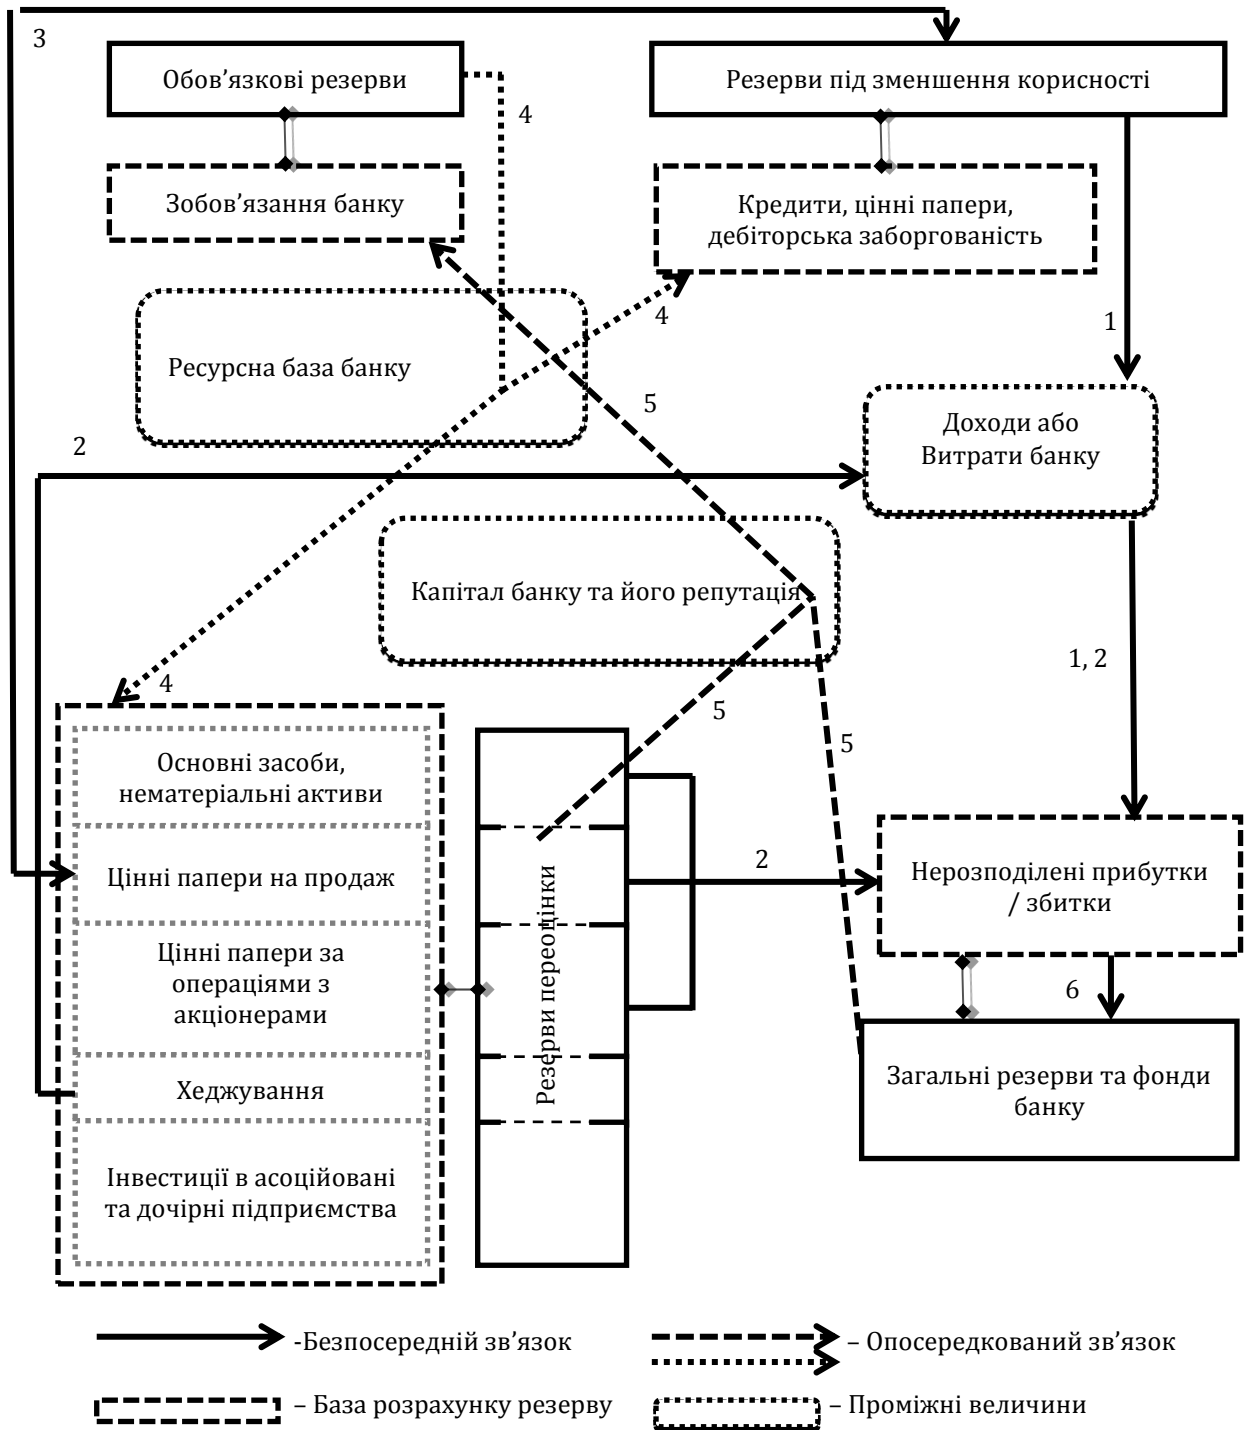 3
Обов’язкові резерви
Резерви під зменшення корисності
4
Зобов’язання банку
Кредити, цінні папери,
дебіторська заборгованість
4
1
Ресурсна база банку
5
Доходи або
Витрати банку
2
Капітал банку та його репутація
1, 2
4
5
5
Основні засоби,
нематеріальні активи
Цінні папери на продаж
2
Нерозподілені прибутки
/ збитки
Цінні папери за
операціями з
акціонерами
Резерви переоцінки
6
Хеджування
Загальні резерви та фонди
банку
Інвестиції в асоційовані
та дочірні підприємства
-Безпосередній зв’язок
– Опосередкований зв’язок
– База розрахунку резерву
– Проміжні величини